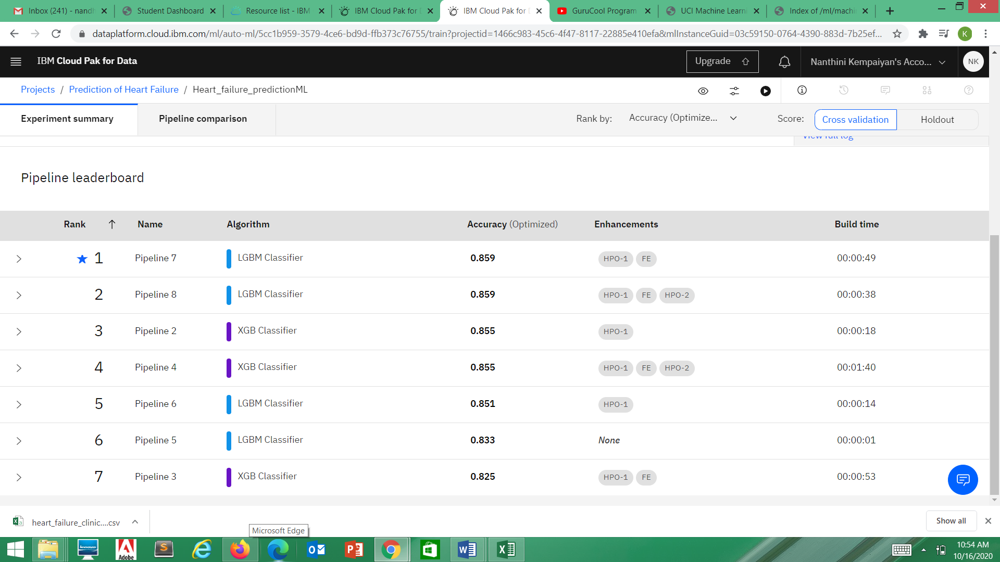 Inbox (241) - nandh
Student Dashboard
Resource list - IBM
IBM Cloud Pak for D
IBM Cloud Pak for D
GuruCool Program
UCI Machine Learni
Index of /ml/machi
dataplatform.cloud.ibm.com/ml/auto-ml/5cc1b959-3579-4ce6-bd9d-ffb373c76755/train?projectid=1466c983-45c6-4f47-8117-22885e410efa&mlInstanceGuid=03c59150-0764-4390-883d-7b25ef...
K
IBM Cloud Pak for Data
Upgrade
Nanthini Kempaiyan's Acco...
NK
Projects / Prediction of Heart Failure / Heart_failure_predictionML
Experiment summary
Pipeline comparison
Rank by: Accuracy (Optimize...
Score: Cross validation Holdout
View full log
Pipeline leaderboard
Rank Name Algorithm Accuracy (Optimized) Enhancements Build time
1 Pipeline 7 LGBM Classifier 0.859 HPO-1 FE 00:00:49
2 Pipeline 8 LGBM Classifier 0.859 HPO-1 FE HPO-2 00:00:38
3 Pipeline 2 XGB Classifier 0.855 HPO-1 00:00:18
4 Pipeline 4 XGB Classifier 0.855 HPO-1 FE HPO-2 00:01:40
5 Pipeline 6 LGBM Classifier 0.851 HPO-1 00:00:14
6 Pipeline 5 LGBM Classifier 0.833 None 00:00:01
7 Pipeline 3 XGB Classifier 0.825 HPO-1 FE 00:00:53
heart_failure_clinic....csv
Show all
Microsoft Edge
lenovo
Adobe
10:54 AM
10/16/2020